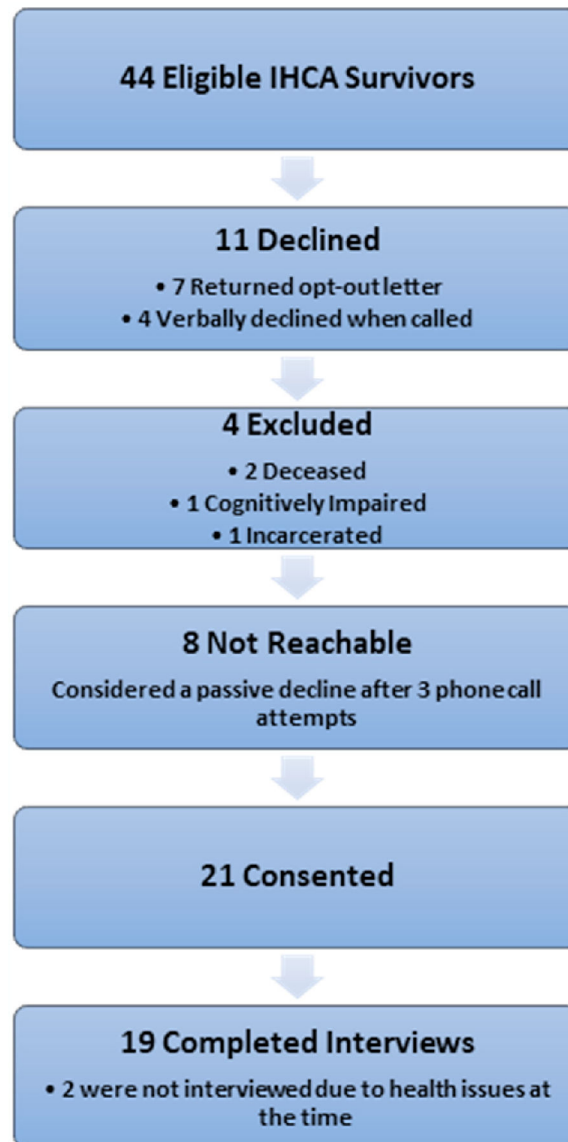 44 Eligible IHCA Survivors
11 Declined
• 7 Returned opt-out letter
• 4 Verbally declined when called
4 Excluded
• 2 Deceased
• 1 Cognitively Impaired
• 1 Incarcerated
8 Not Reachable
Considered a passive decline after 3 phone call
attempts
21 Consented
19 Completed Interviews
• 2 were not interviewed due to health issues at
the time